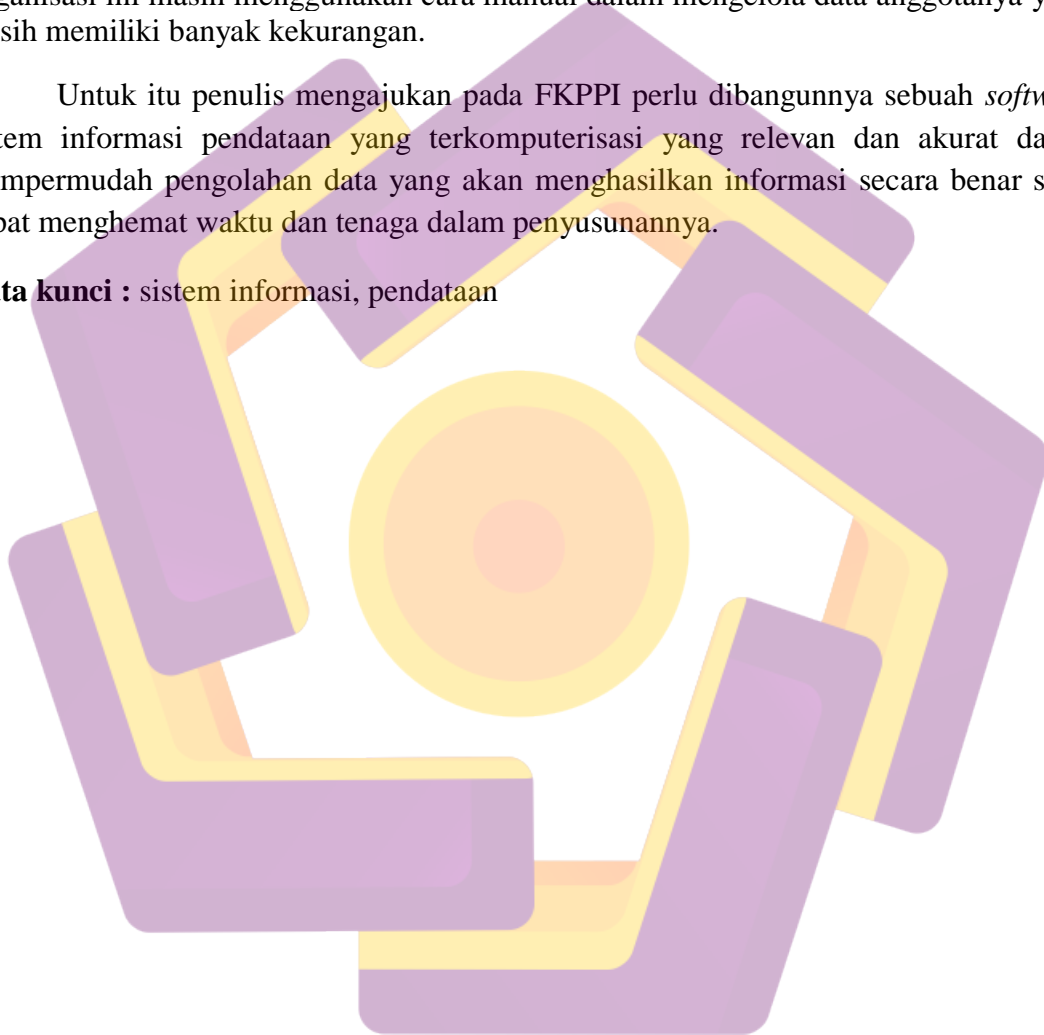 ganisasi ini masih menggunakan cara manual dalam mengelola data anggotanya y
sih memiliki banyak kekurangan.
Untuk itu penulis mengajukan pada FKPPI perlu dibangunnya sebuah softw
tem informasi pendataan yang terkomputerisasi yang relevan dan akurat da
mpermudah pengolahan data yang akan menghasilkan informasi secara benar s
pat menghemat waktu dan tenaga dalam penyusunannya.
ta kunci : sistem informasi, pendataan